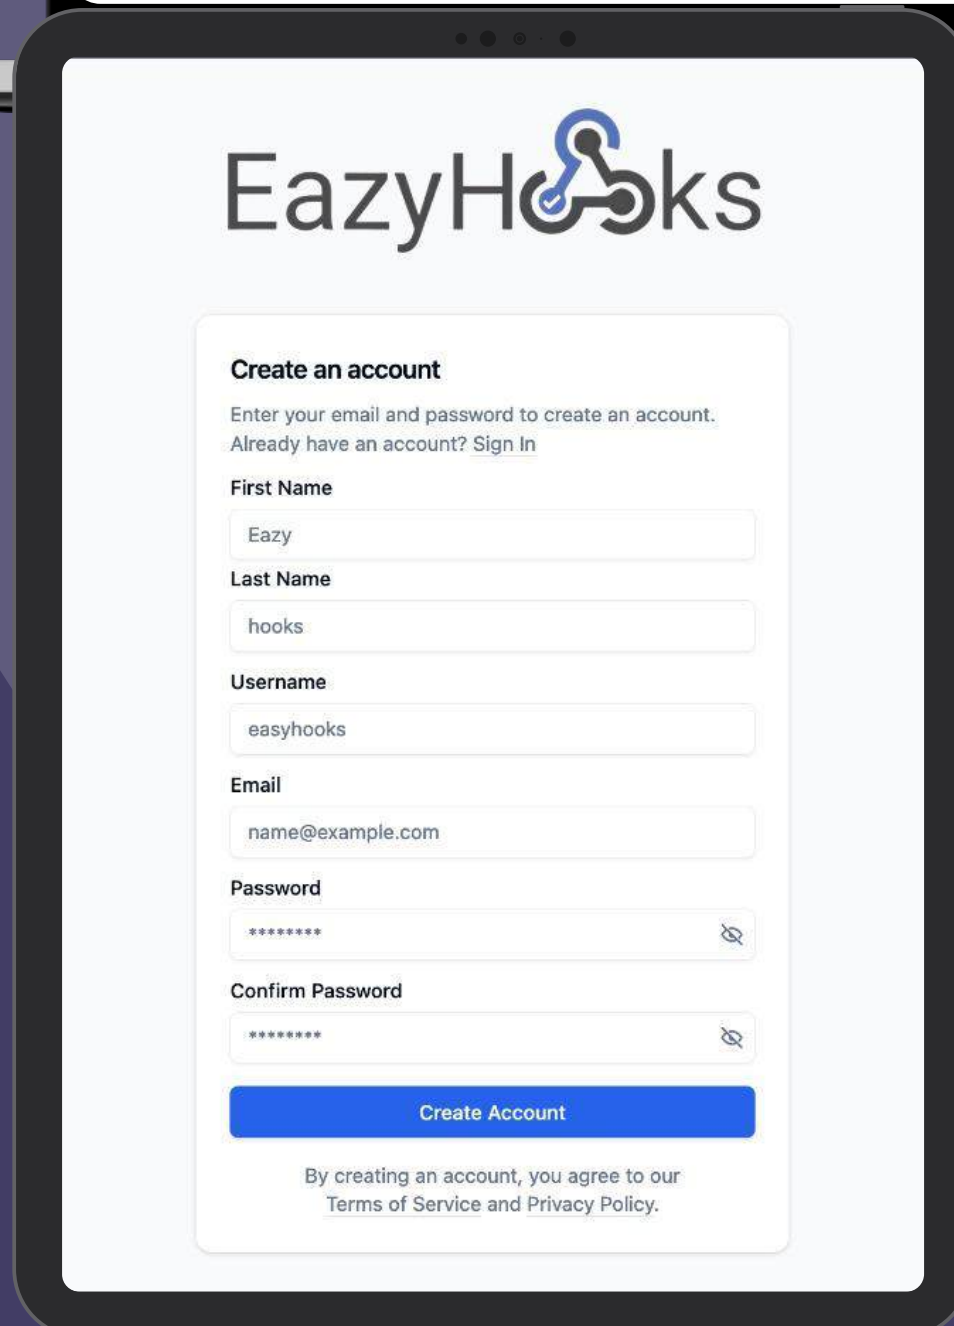 EazyHooks
Create an account
Enter your email and password to create an account.
Already have an account? Sign In
First Name
Eazy
Last Name
hooks
Username
easyhooks
Email
name@example.com
Password
********
Confirm Password
********
Create Account
By creating an account, you agree to our
Terms of Service and Privacy Policy.